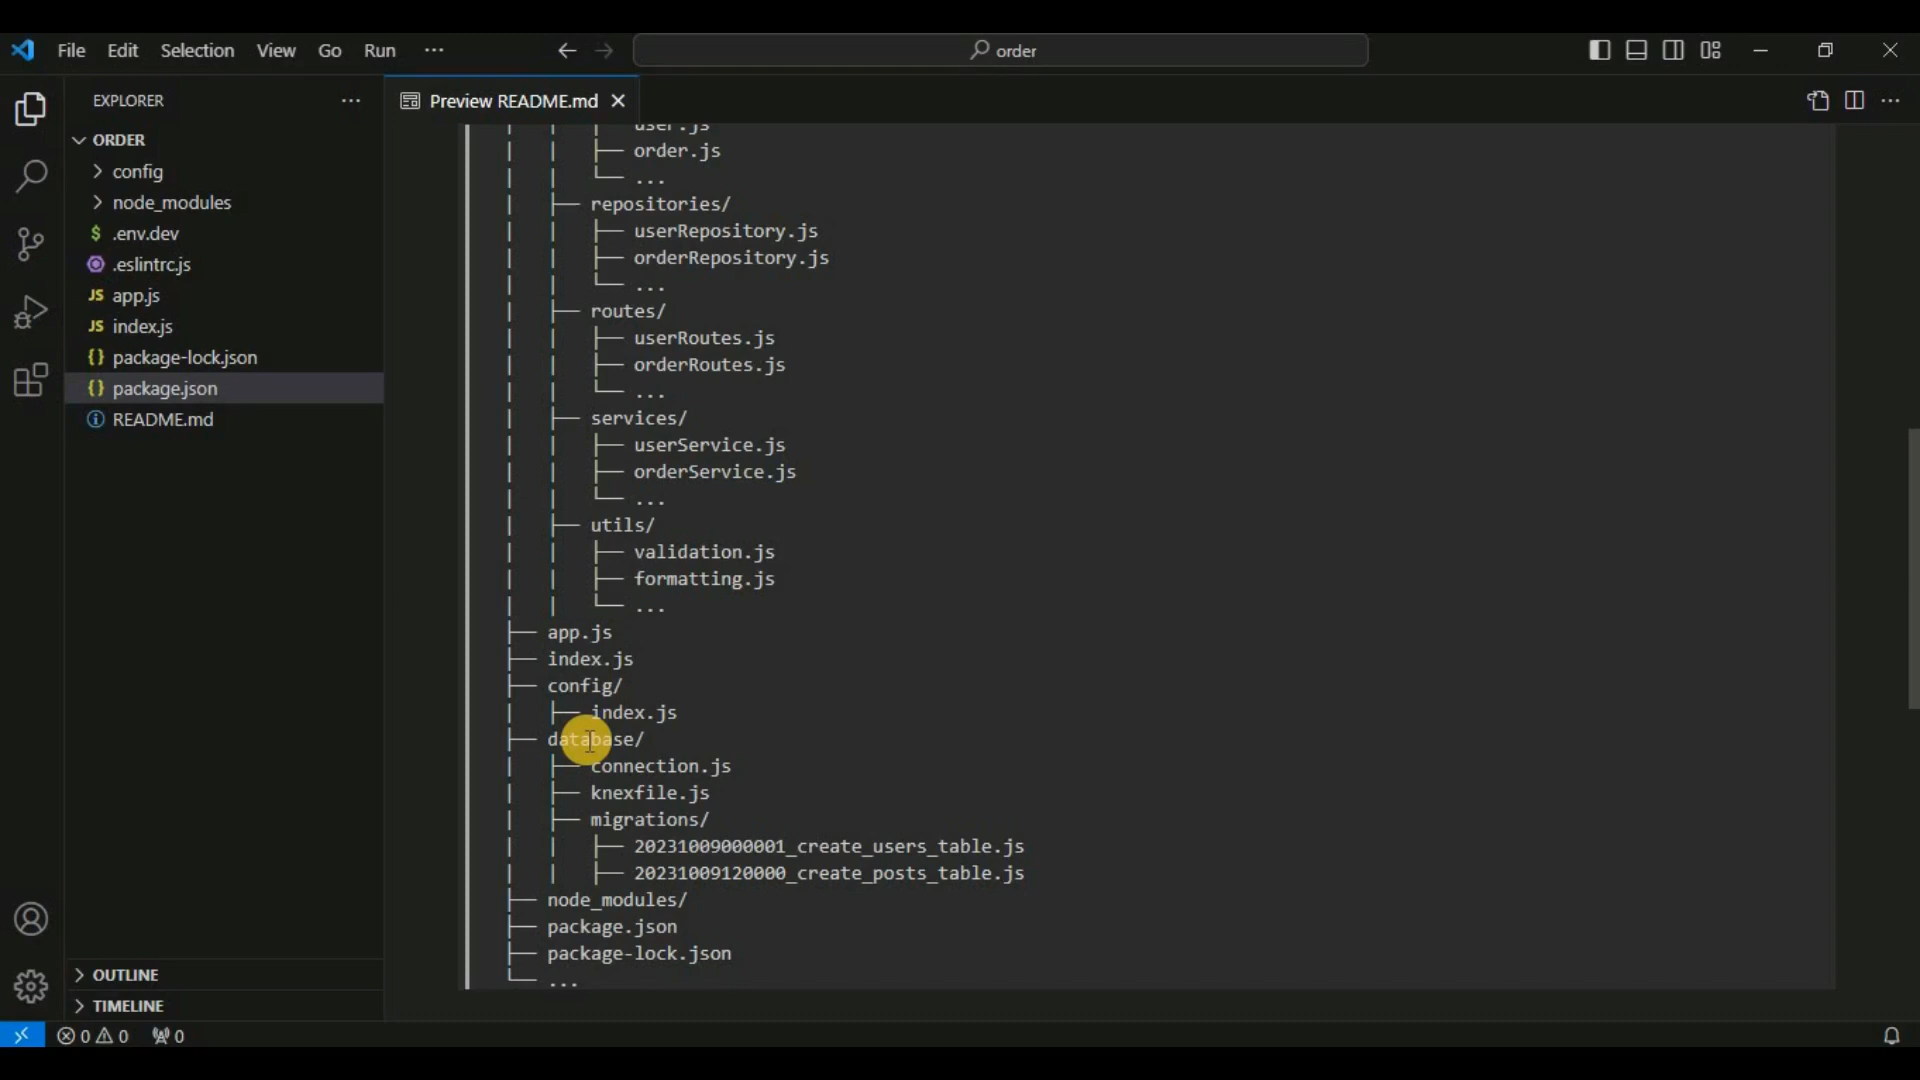 File Edit Selection View Go Run ...
order
EXPLORER ...
ORDER
config
node_modules
$ .env.dev
.eslintrc.js
JS app.js
JS index.js
{} package-lock.json
{} package.json
README.md
OUTLINE
TIMELINE
Preview README.md
│   │   ├── user.js
│   │   ├── order.js
│   │   └── ...
│   ├── repositories/
│   │   ├── userRepository.js
│   │   ├── orderRepository.js
│   │   └── ...
│   ├── routes/
│   │   ├── userRoutes.js
│   │   ├── orderRoutes.js
│   │   └── ...
│   ├── services/
│   │   ├── userService.js
│   │   ├── orderService.js
│   │   └── ...
│   ├── utils/
│   │   ├── validation.js
│   │   ├── formatting.js
│   │   └── ...
├── app.js
├── index.js
├── config/
│   ├── index.js
├── database/
│   ├── connection.js
│   ├── knexfile.js
│   ├── migrations/
│   │   ├── 20231009000001_create_users_table.js
│   │   ├── 20231009120000_create_posts_table.js
├── node_modules/
├── package.json
├── package-lock.json
└── ...
0 0 0